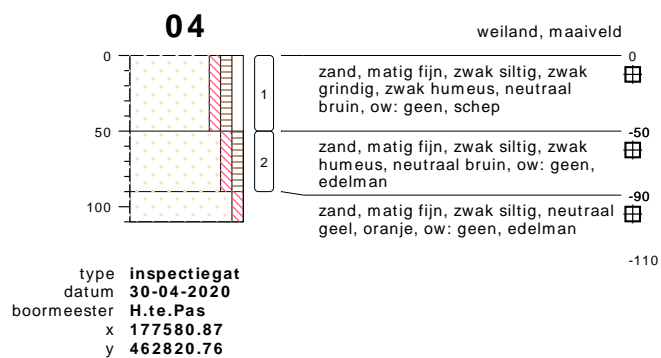 04
weiland, maaiveld
0
0
zand, matig fijn, zwak siltig, zwak
grindig, zwak humeus, neutraal
bruin, ow: geen, schep
1
50
-50
zand, matig fijn, zwak siltig, zwak
humeus, neutraal bruin, ow: geen,
edelman
2
-90
100
zand, matig fijn, zwak siltig, neutraal
geel, oranje, ow: geen, edelman
-110
type inspectiegat
datum 30-04-2020
boormeester H.te.Pas
x 177580.87
y 462820.76